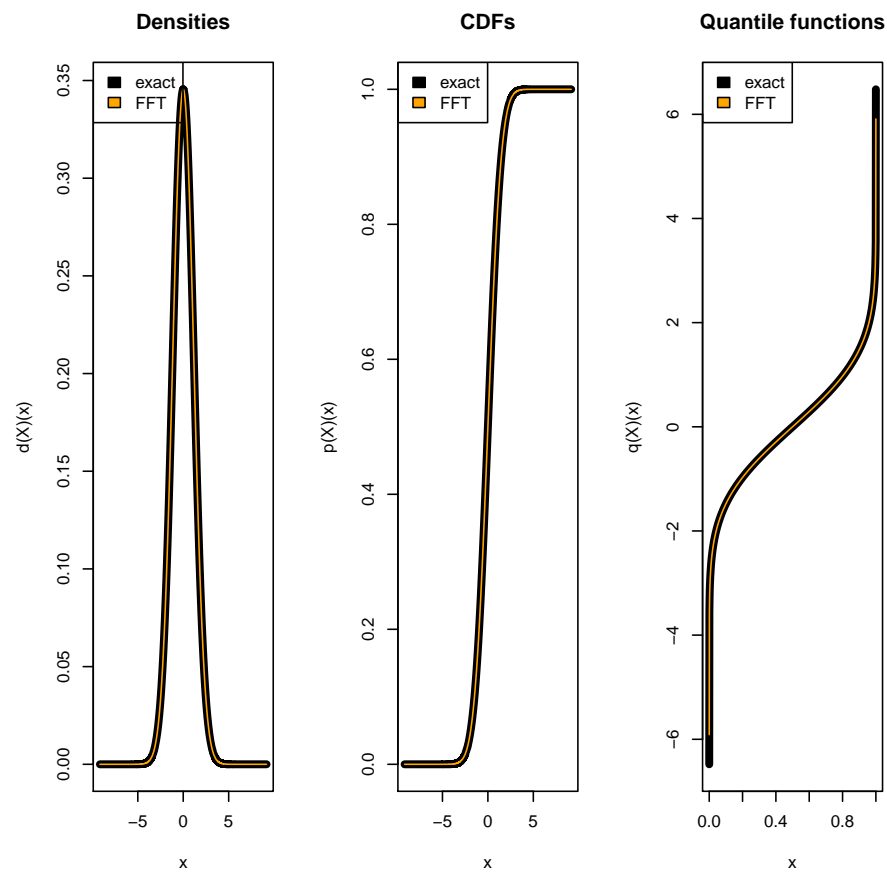 Densities
exact
FFT
0.35
0.30
0.25
0.20
0.15
0.10
0.05
0.00
d(X)(x)
−5 0 5
x
CDFs
exact
FFT
1.0
0.8
0.6
0.4
0.2
0.0
p(X)(x)
−5 0 5
x
Quantile functions
exact
FFT
6
4
2
0
−2
−4
−6
q(X)(x)
0.0 0.4 0.8
x